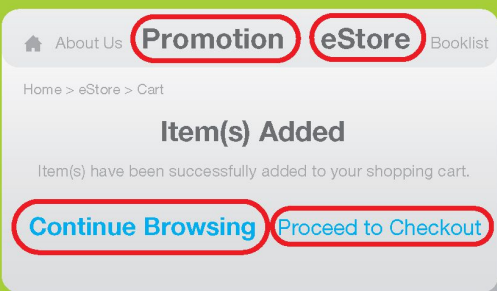 About Us Promotion eStore Booklist
Home > eStore > Cart
Item(s) Added
Item(s) have been successfully added to your shopping cart.
Continue Browsing Proceed to Checkout